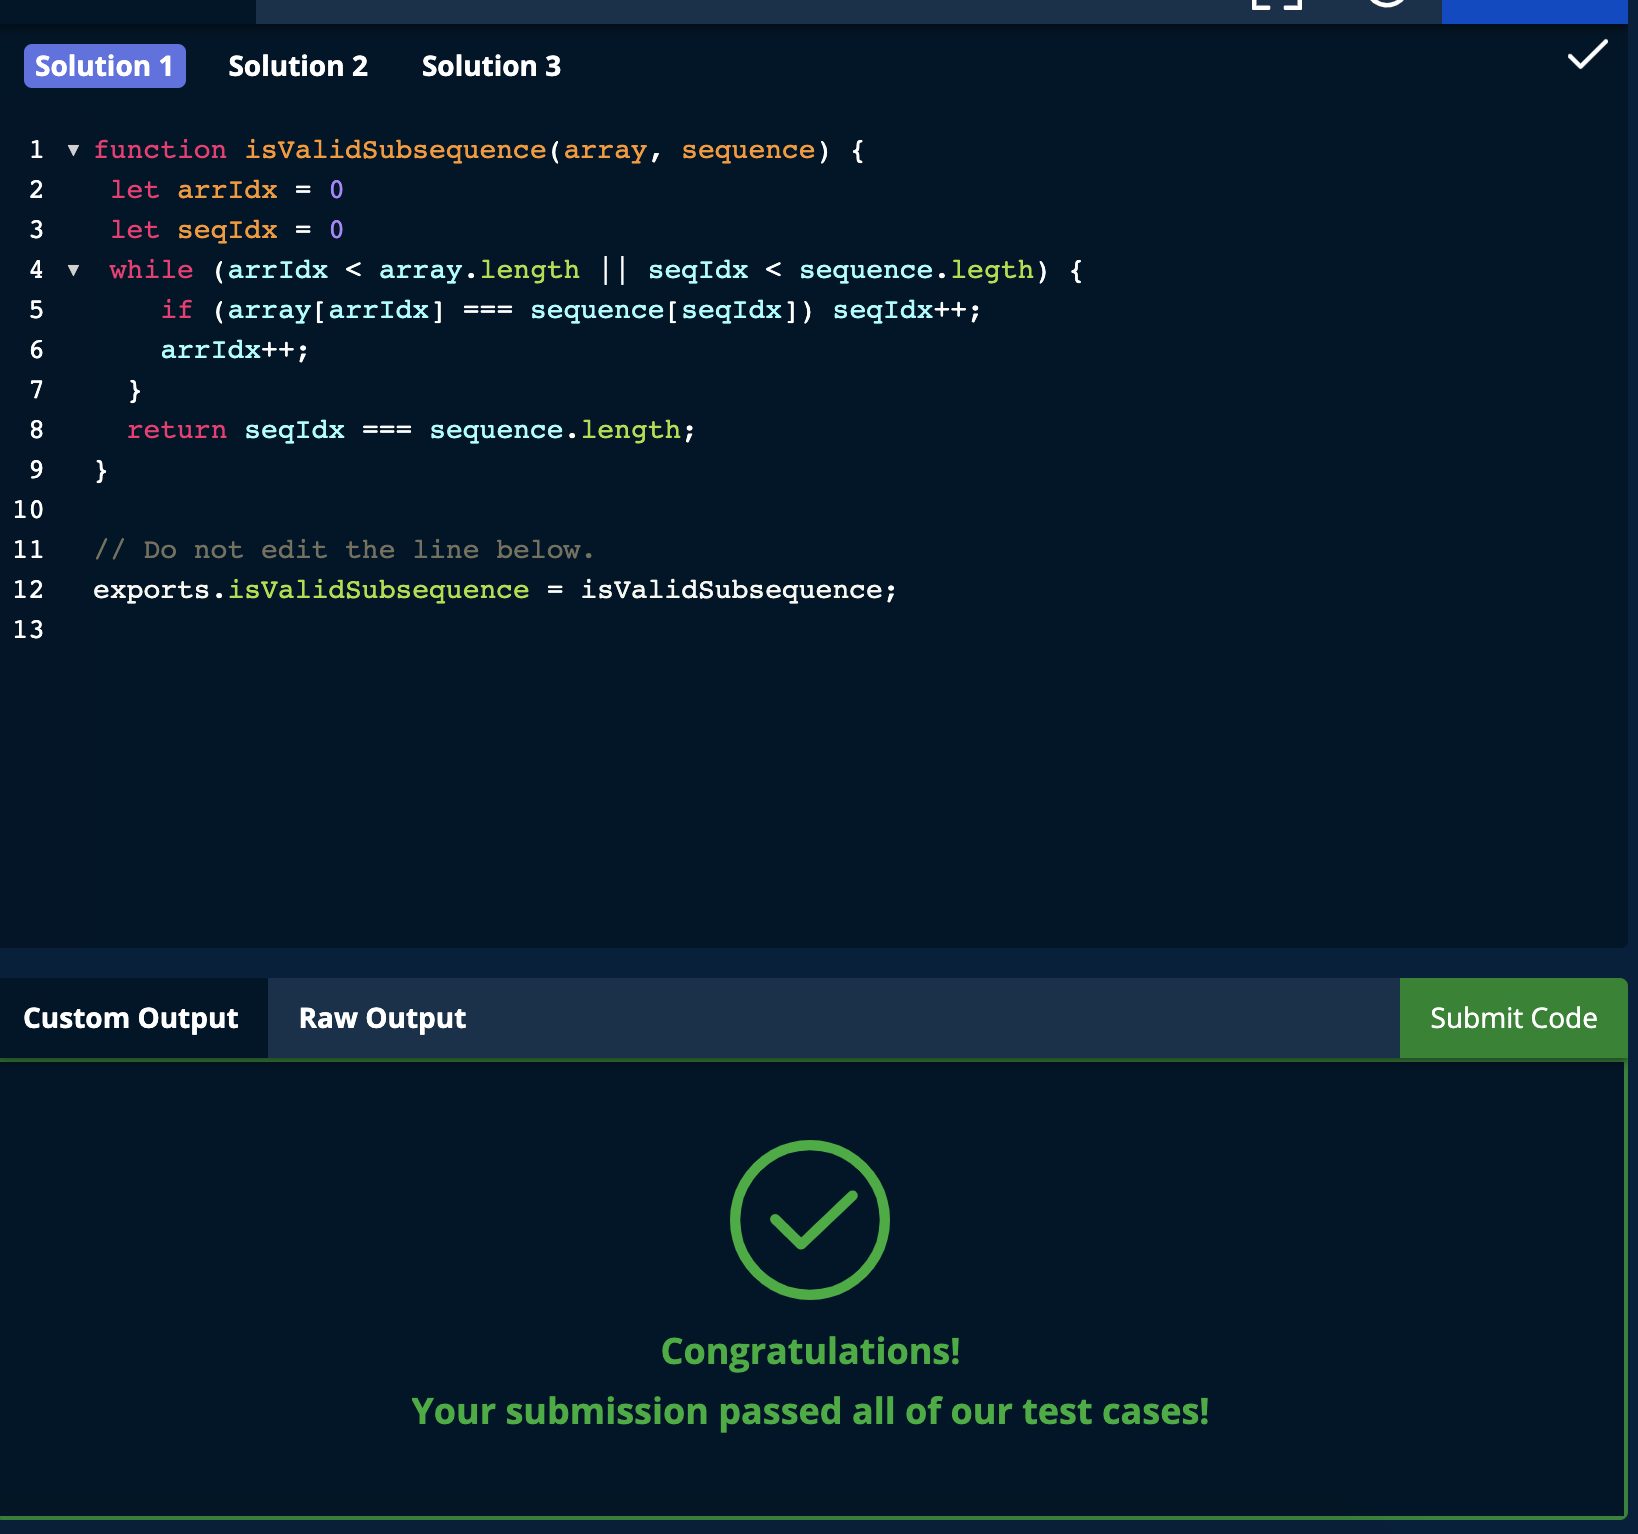 Solution 1 Solution 2 Solution 3
1 function isValidSubsequence(array, sequence) {
2 let arrIdx = 0
3 let seqIdx = 0
4 while (arrIdx < array.length || seqIdx < sequence.legth) {
5 if (array[arrIdx] === sequence[seqIdx]) seqIdx++;
6 arrIdx++;
7 }
8 return seqIdx === sequence.length;
9 }
10
11 // Do not edit the line below.
12 exports.isValidSubsequence = isValidSubsequence;
13
Custom Output Raw Output Submit Code
Congratulations!
Your submission passed all of our test cases!